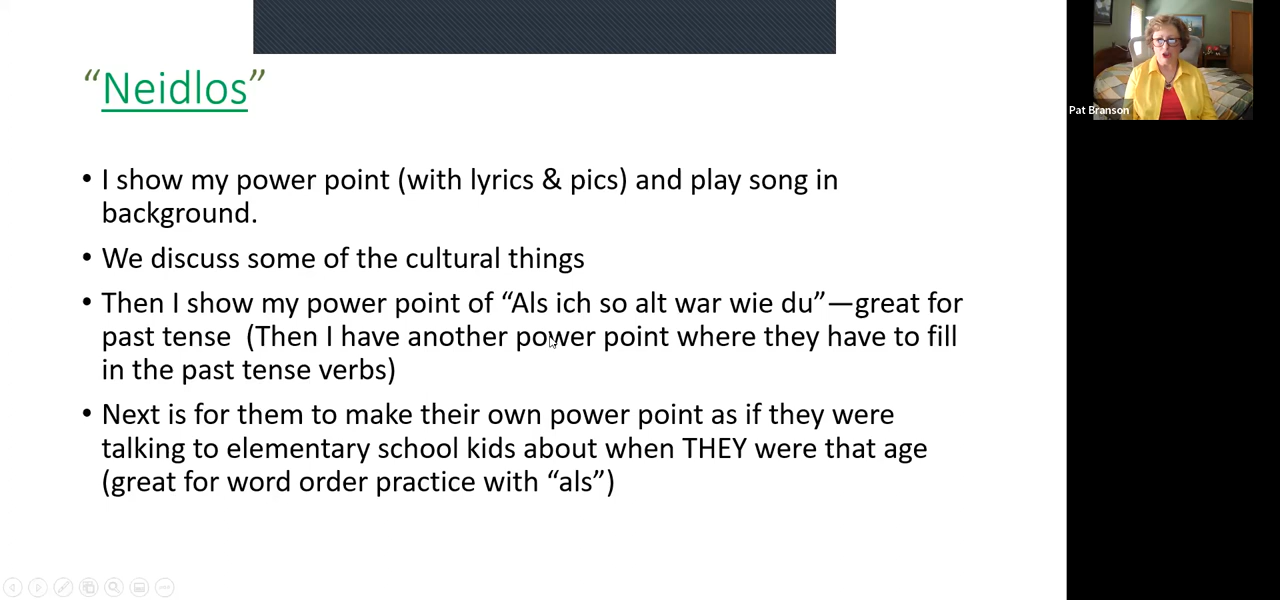 “Neidlos”
• I show my power point (with lyrics & pics) and play song in
background.
• We discuss some of the cultural things
• Then I show my power point of “Als ich so alt war wie du”—great for
past tense  (Then I have another power point where they have to fill
in the past tense verbs)
• Next is for them to make their own power point as if they were
talking to elementary school kids about when THEY were that age
(great for word order practice with “als”)
Pat Branson